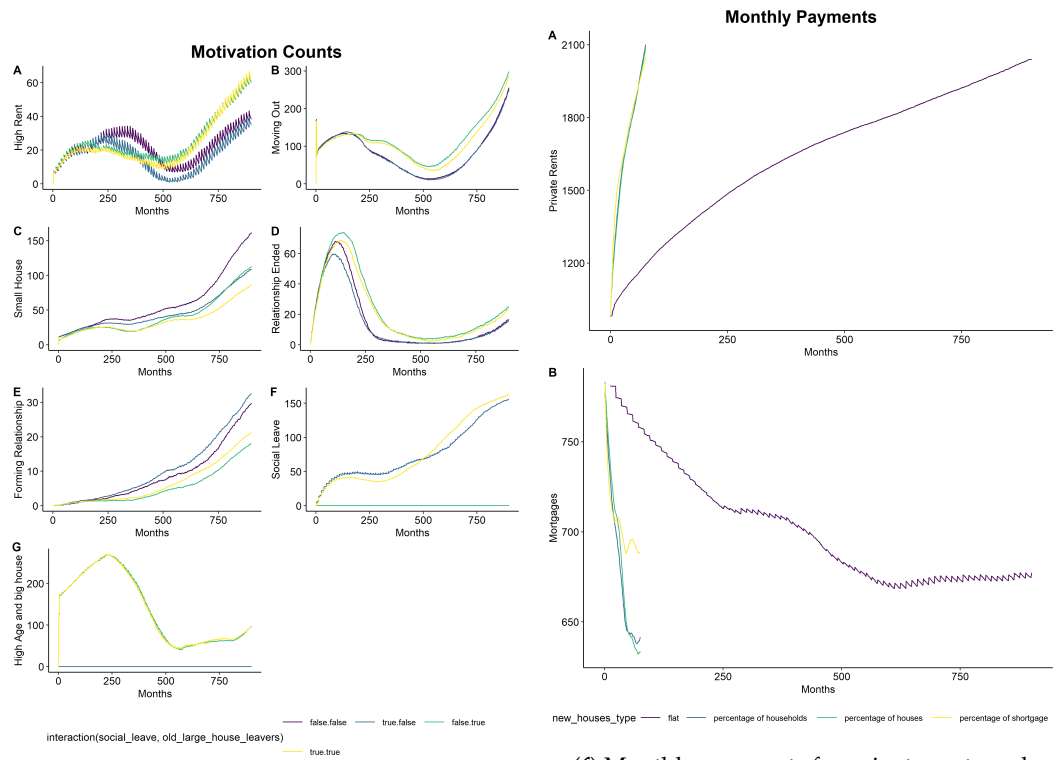 Motivation Counts
A
High Rent
60
40
20
0
0 250 500 750
Months
B
Moving Out
300
200
100
0
0 250 500 750
Months
C
Small House
150
100
50
0
0 250 500 750
Months
D
Relationship Ended
60
40
20
0
0 250 500 750
Months
E
Forming Relationship
30
20
10
0
0 250 500 750
Months
F
Social Leave
150
100
50
0
0 250 500 750
Months
G
High Age and big house
200
100
0
0 250 500 750
Months
interaction(social_leave, old_large_house_leavers)
false.false true.false false.true
true.true
Monthly Payments
A
Private Rents
2100
1800
1500
1200
0 250 500 750
Months
B
Mortgages
750
700
650
0 250 500 750
Months
new_houses_type flat percentage of households percentage of houses percentage of shortage